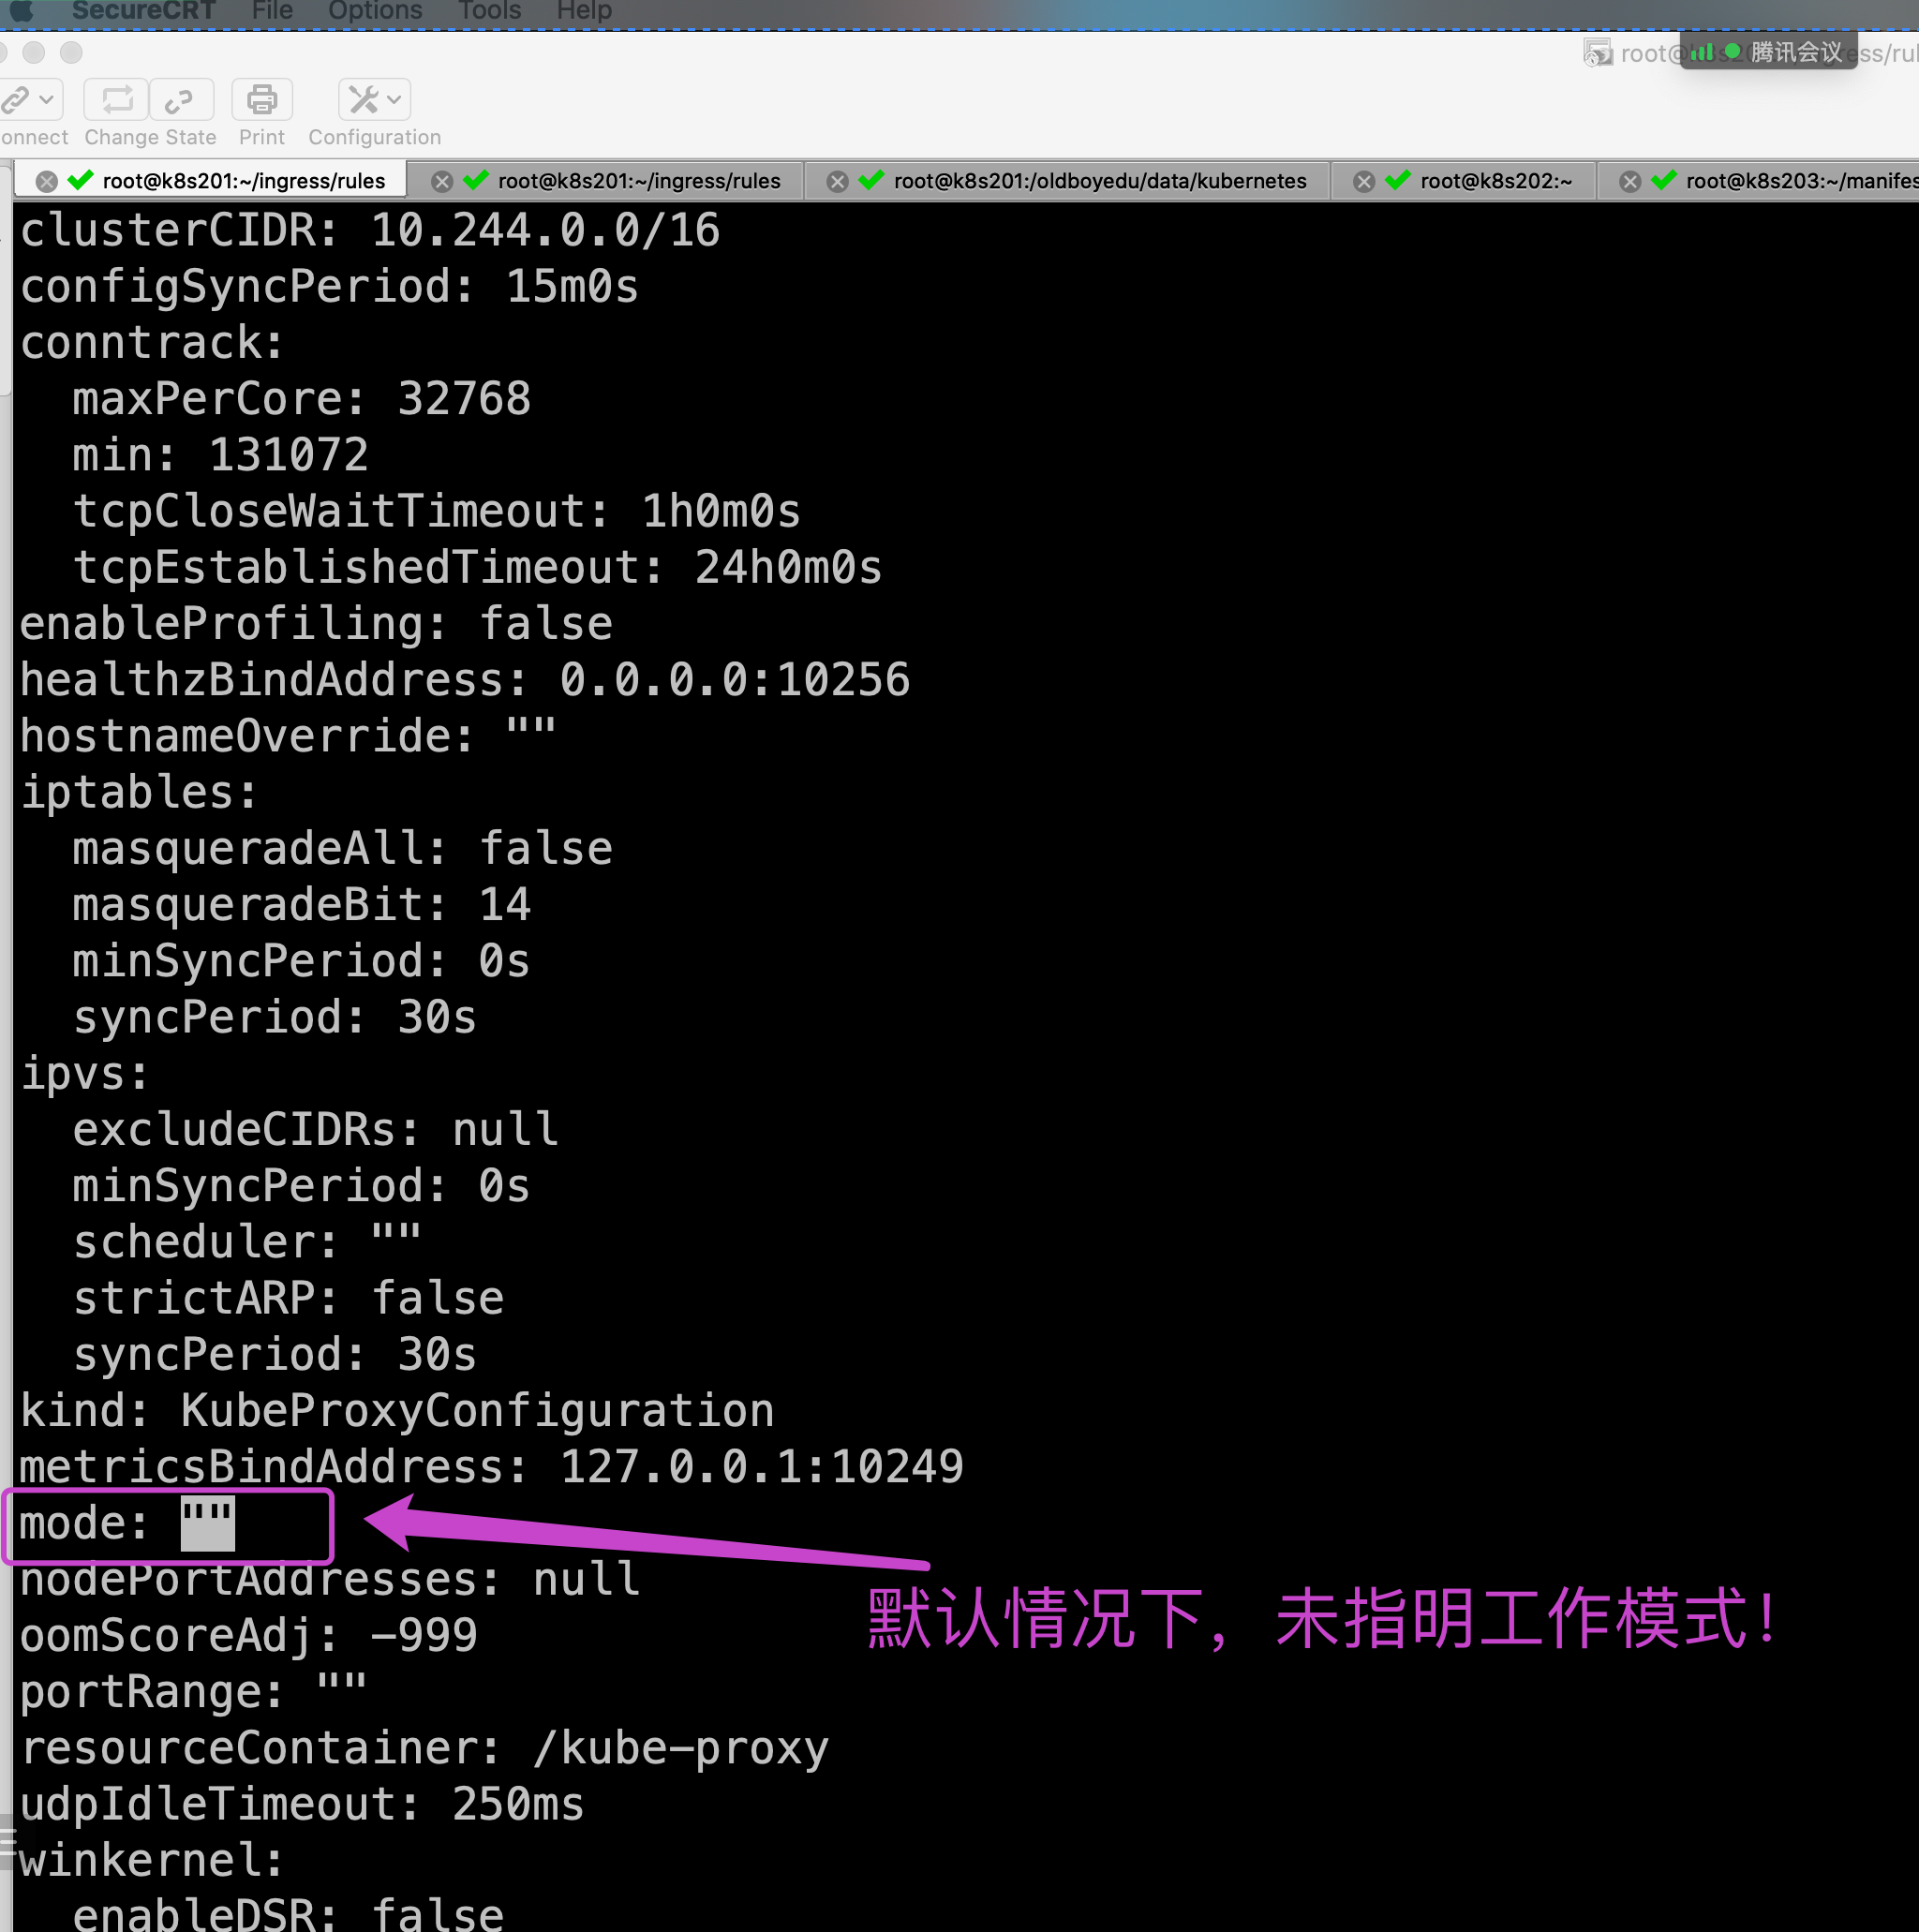 SecureCRT File Options Tools Help
root@k8s201:~/ingress/rul
腾讯会议
onnect Change State Print Configuration
root@k8s201:~/ingress/rules root@k8s201:~/ingress/rules root@k8s201:/oldboyedu/data/kubernetes root@k8s202:~ root@k8s203:~/manifes
clusterCIDR: 10.244.0.0/16
configSyncPeriod: 15m0s
conntrack:
  maxPerCore: 32768
  min: 131072
  tcpCloseWaitTimeout: 1h0m0s
  tcpEstablishedTimeout: 24h0m0s
enableProfiling: false
healthzBindAddress: 0.0.0.0:10256
hostnameOverride: ""
iptables:
  masqueradeAll: false
  masqueradeBit: 14
  minSyncPeriod: 0s
  syncPeriod: 30s
ipvs:
  excludeCIDRs: null
  minSyncPeriod: 0s
  scheduler: ""
  strictARP: false
  syncPeriod: 30s
kind: KubeProxyConfiguration
metricsBindAddress: 127.0.0.1:10249
mode: ""
nodePortAddresses: null
默认情况下，未指明工作模式！
oomScoreAdj: -999
portRange: ""
resourceContainer: /kube-proxy
udpIdleTimeout: 250ms
winkernel:
  enableDSR: false